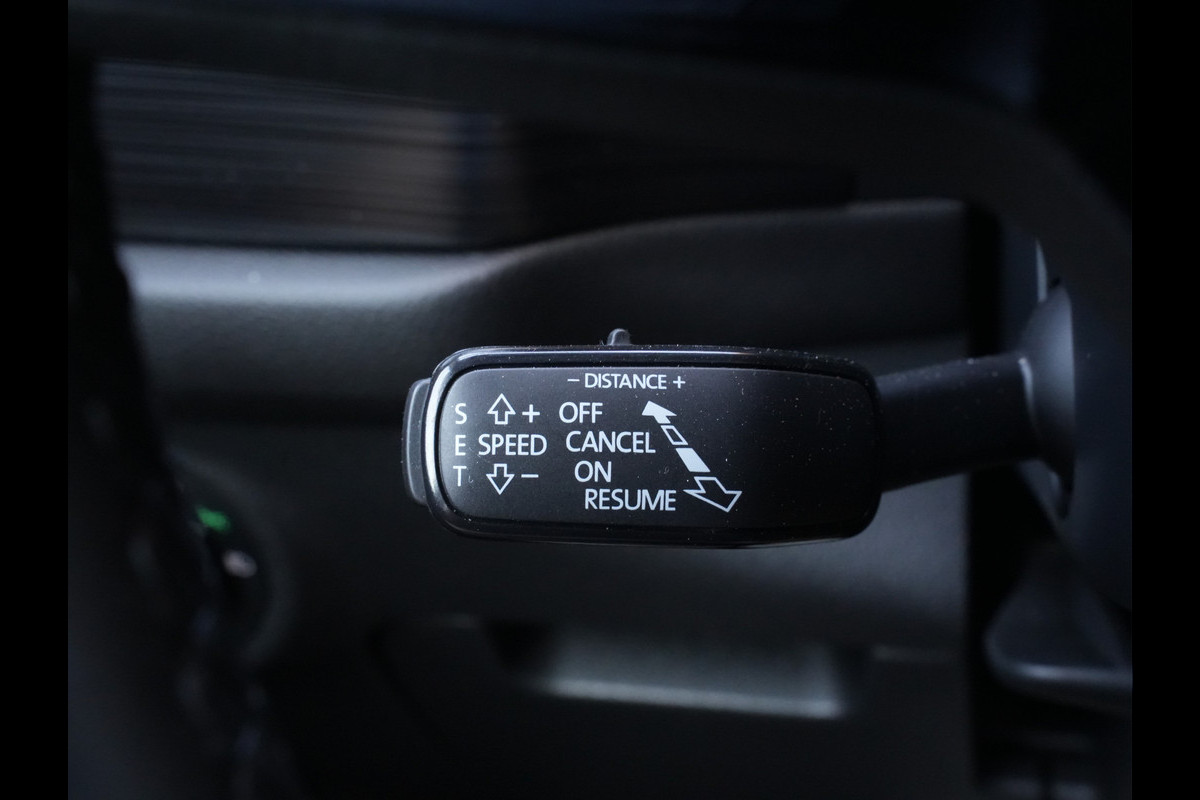 − DISTANCE +
S + OFF
E SPEED CANCEL
T − ON
RESUME